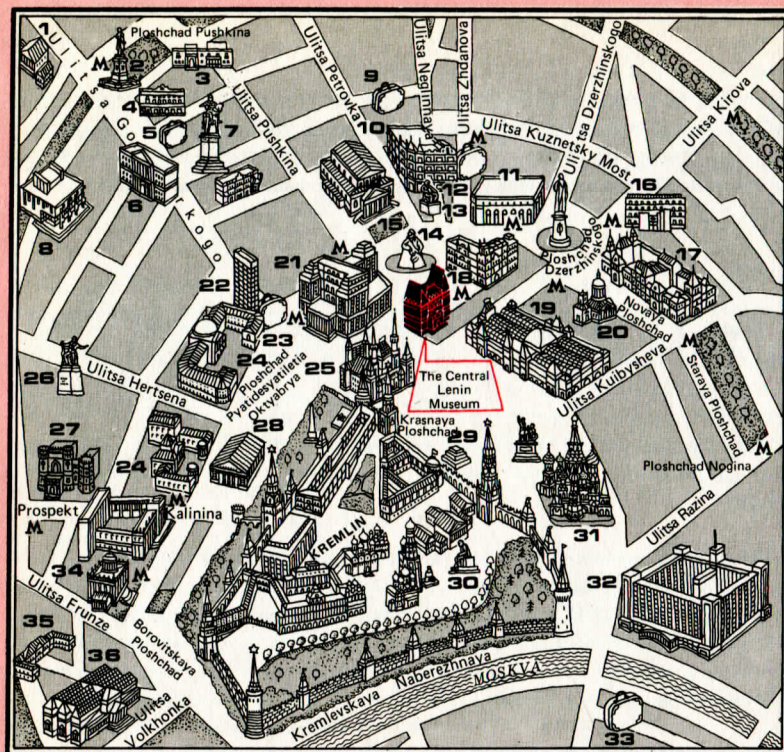 1
Ulitsa Gorkogo
2
Ploshchad Pushkina
M
3
4
5
6
7
8
Ulitsa Pushkina
Ulitsa Petrovka
9
Ulitsa Neglinnaya
Ulitsa Zhdanova
Ulitsa Dzerzhinskogo
Ulitsa Kirova
Ulitsa Kuznetsky Most
M
10
11
12
13
14
15
16
M
Ploshchad
Dzerzhinskogo
M
17
18
M
19
20
Novaya
Ploshchad
21
M
22
23
M
24
Ploshchad
Pyatidesyatiletia
Oktyabrya
25
The Central
Lenin
Museum
Krasnaya
Ploshchad
Ulitsa Kuibysheva
Staraya Ploshchad
M
Ploshchad Nogina
Ulitsa Razina
26
Ulitsa Hertsena
27
24
28
29
M
Prospekt
M
Kalinina
KREMLIN
30
31
32
33
34
M
Ulitsa Frunze
Borovitskaya
Ploshchad
35
36
Ulitsa
Volkhonka
Kremlevskaya Naberezhnaya
MOSKVA